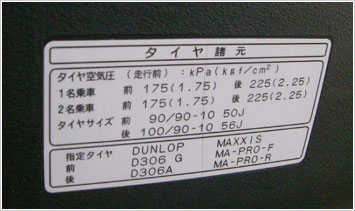 タイヤ諸元
タイヤ空気圧 (走行前) :kPa(kgf/cm²)
1名乗車 前 175(1.75) 後 225(2.25)
2名乗車 前 175(1.75) 後 225(2.25)
タイヤサイズ 前 90/90-10 50J
後 100/90-10 56J
指定タイヤ DUNLOP MAXXIS
前 D306 G MA-PRO-F
後 D306A MA-PRO-R